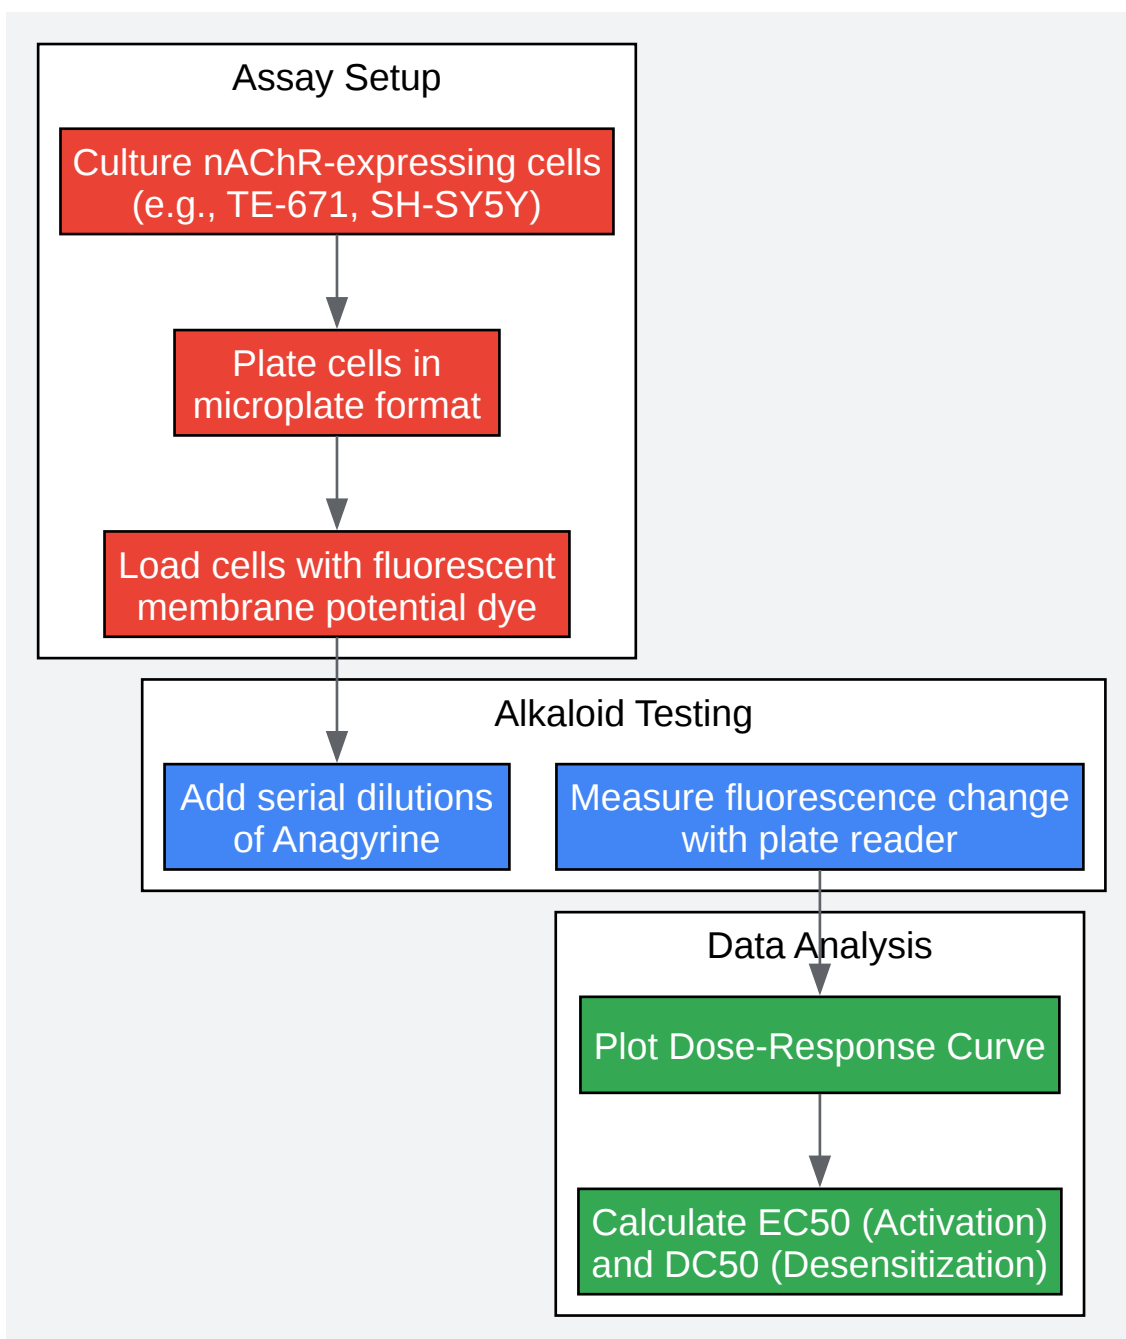 Assay Setup
Culture nAChR-expressing cells
(e.g., TE-671, SH-SY5Y)
Plate cells in
microplate format
Load cells with fluorescent
membrane potential dye
Alkaloid Testing
Add serial dilutions
of Anagyrine
Measure fluorescence change
with plate reader
Data Analysis
Plot Dose-Response Curve
Calculate EC50 (Activation)
and DC50 (Desensitization)